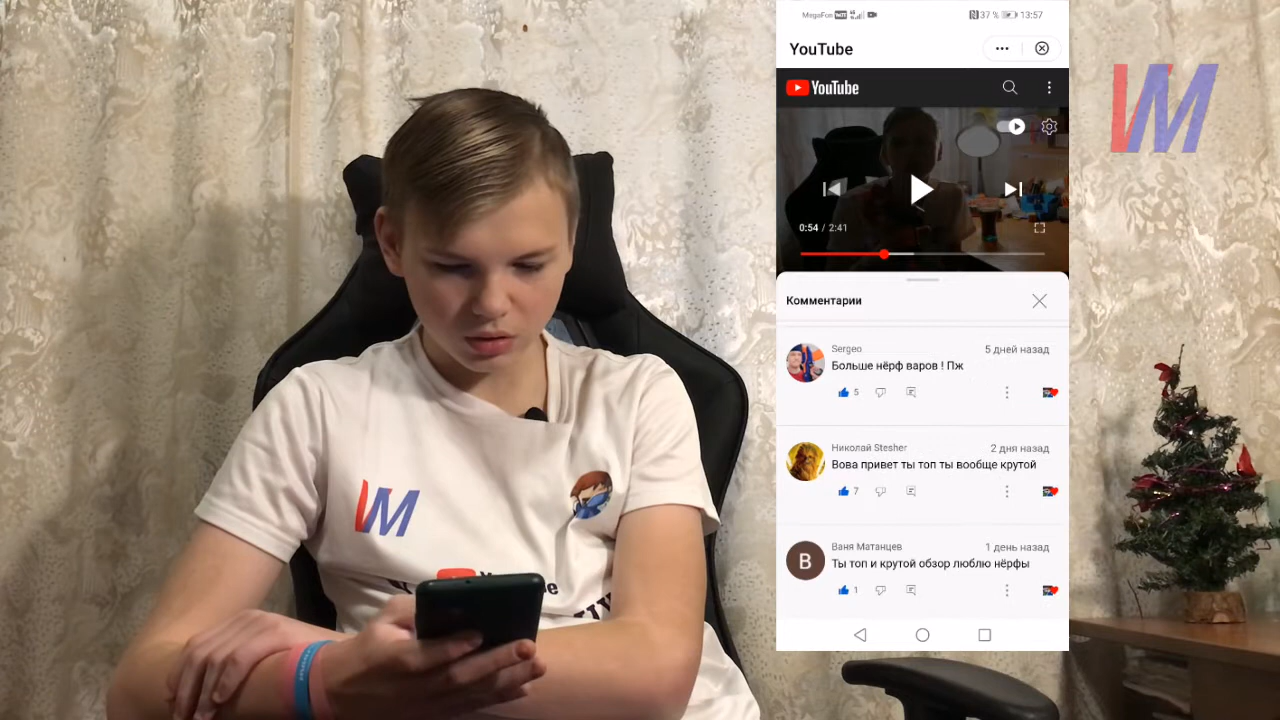 MegaFon
37 %
13:57
YouTube
YouTube
0:54 / 2:41
Комментарии
Sergeo
5 дней назад
Больше нёрф варов ! Пж
5
Николай Stesher
2 дня назад
Вова привет ты топ ты вообще крутой
7
В
Ваня Матанцев
1 день назад
Ты топ и крутой обзор люблю нёрфы
1
VM
VM